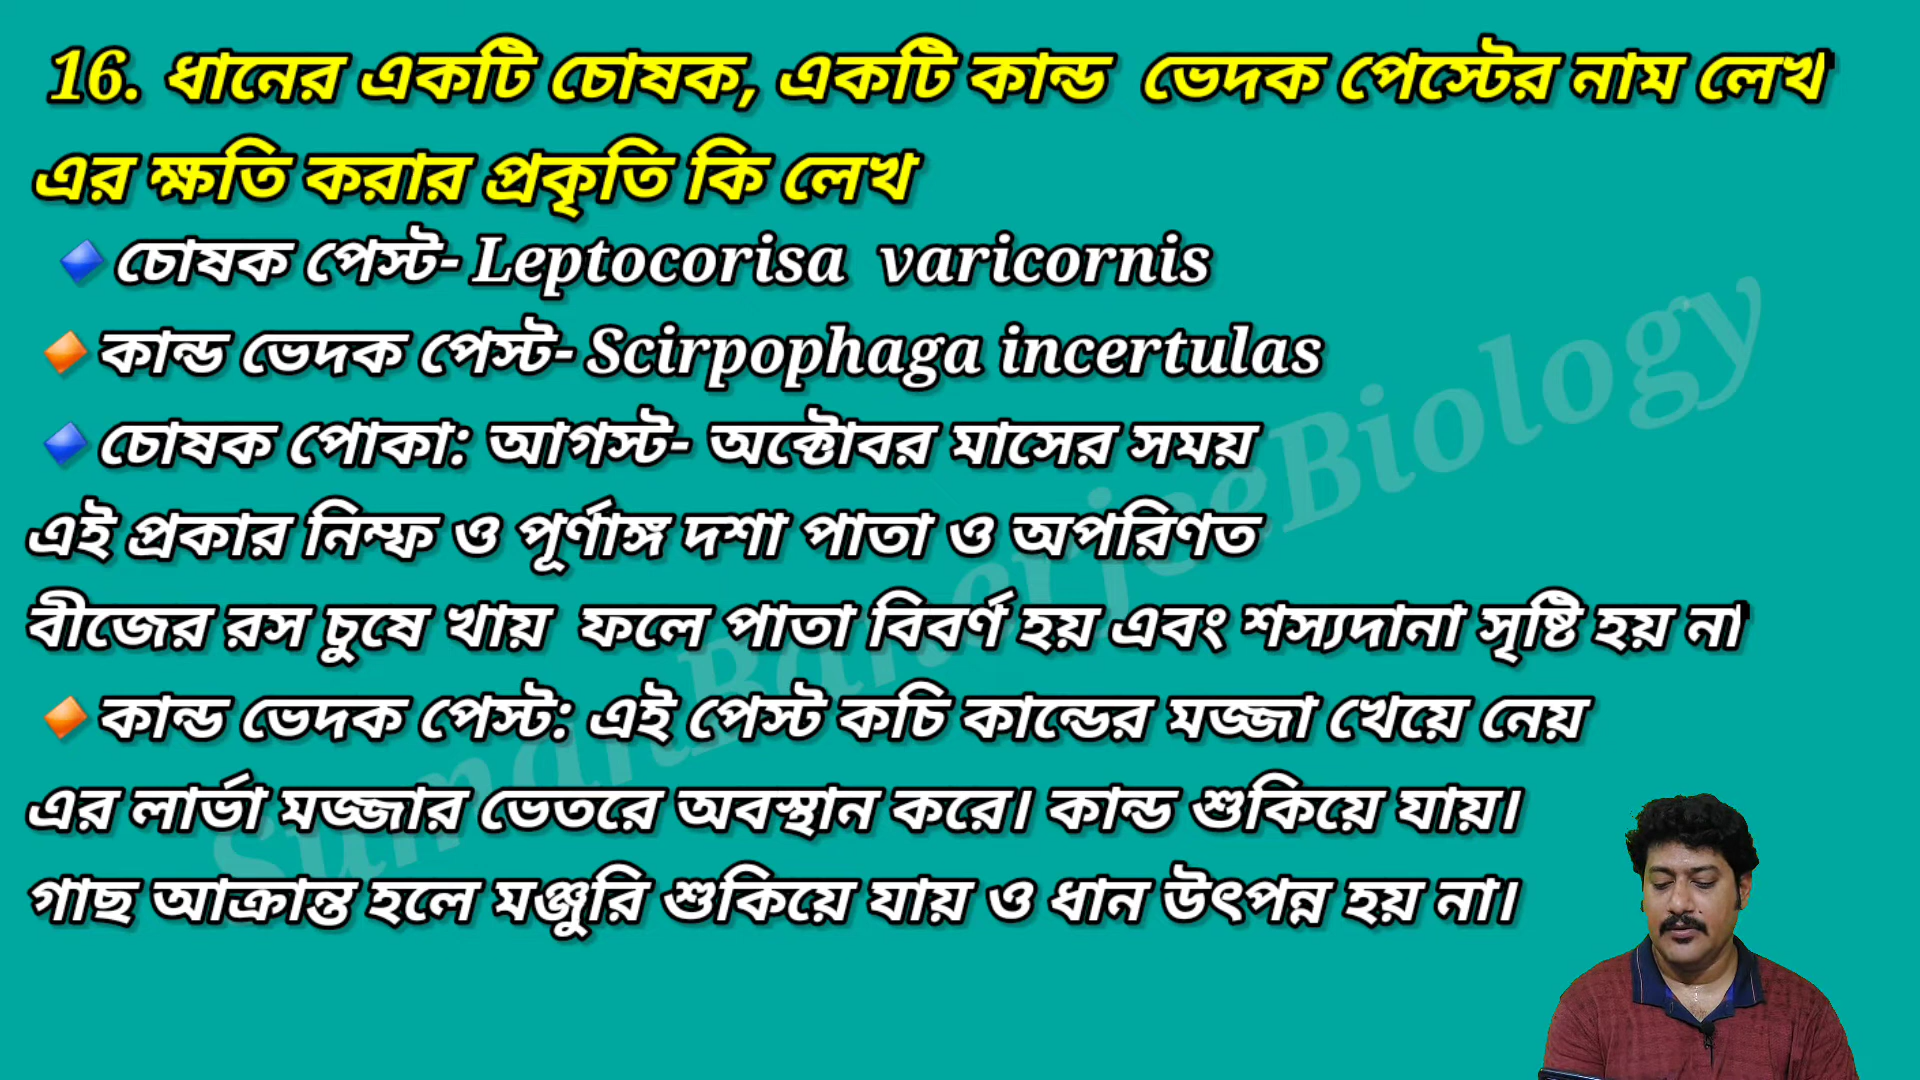 16. ধানের একটি চোষক, একটি কান্ড ভেদক পেস্টের নাম লেখ
এর ক্ষতি করার প্রকৃতি কি লেখ
চোষক পেস্ট- Leptocorisa varicornis
কান্ড ভেদক পেস্ট- Scirpophaga incertulas
চোষক পোকা: আগস্ট- অক্টোবর মাসের সময়
এই প্রকার নিম্ফ ও পূর্ণাঙ্গ দশা পাতা ও অপরিণত
বীজের রস চুষে খায় ফলে পাতা বিবর্ণ হয় এবং শস্যদানা সৃষ্টি হয় না
কান্ড ভেদক পেস্ট: এই পেস্ট কচি কান্ডের মজ্জা খেয়ে নেয়
এর লার্ভা মজ্জার ভেতরে অবস্থান করে। কান্ড শুকিয়ে যায়।
গাছ আক্রান্ত হলে মঞ্জুরি শুকিয়ে যায় ও ধান উৎপন্ন হয় না।
SumanBanerjeeBiology